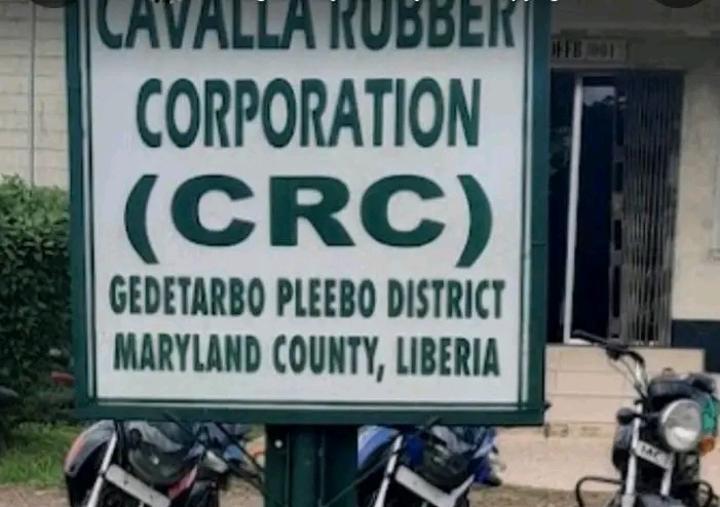 CAVALLA RUBBER
CORPORATION
(CRC)
GEDETARBO PLEEBO DISTRICT
MARYLAND COUNTY, LIBERIA